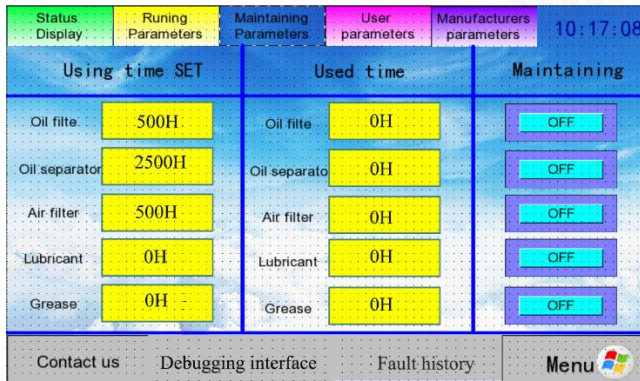 Status Display
Runing Parameters
Maintaining Parameters
User parameters
Manufacturers parameters
10:17:08
Using time SET
Used time
Maintaining
Oil filte 500H Oil filte 0H OFF
Oil separator 2500H Oil separato 0H OFF
Air filter 500H Air filter 0H OFF
Lubricant 0H Lubricant 0H OFF
Grease 0H Grease 0H OFF
Contact us Debugging interface Fault history Menu